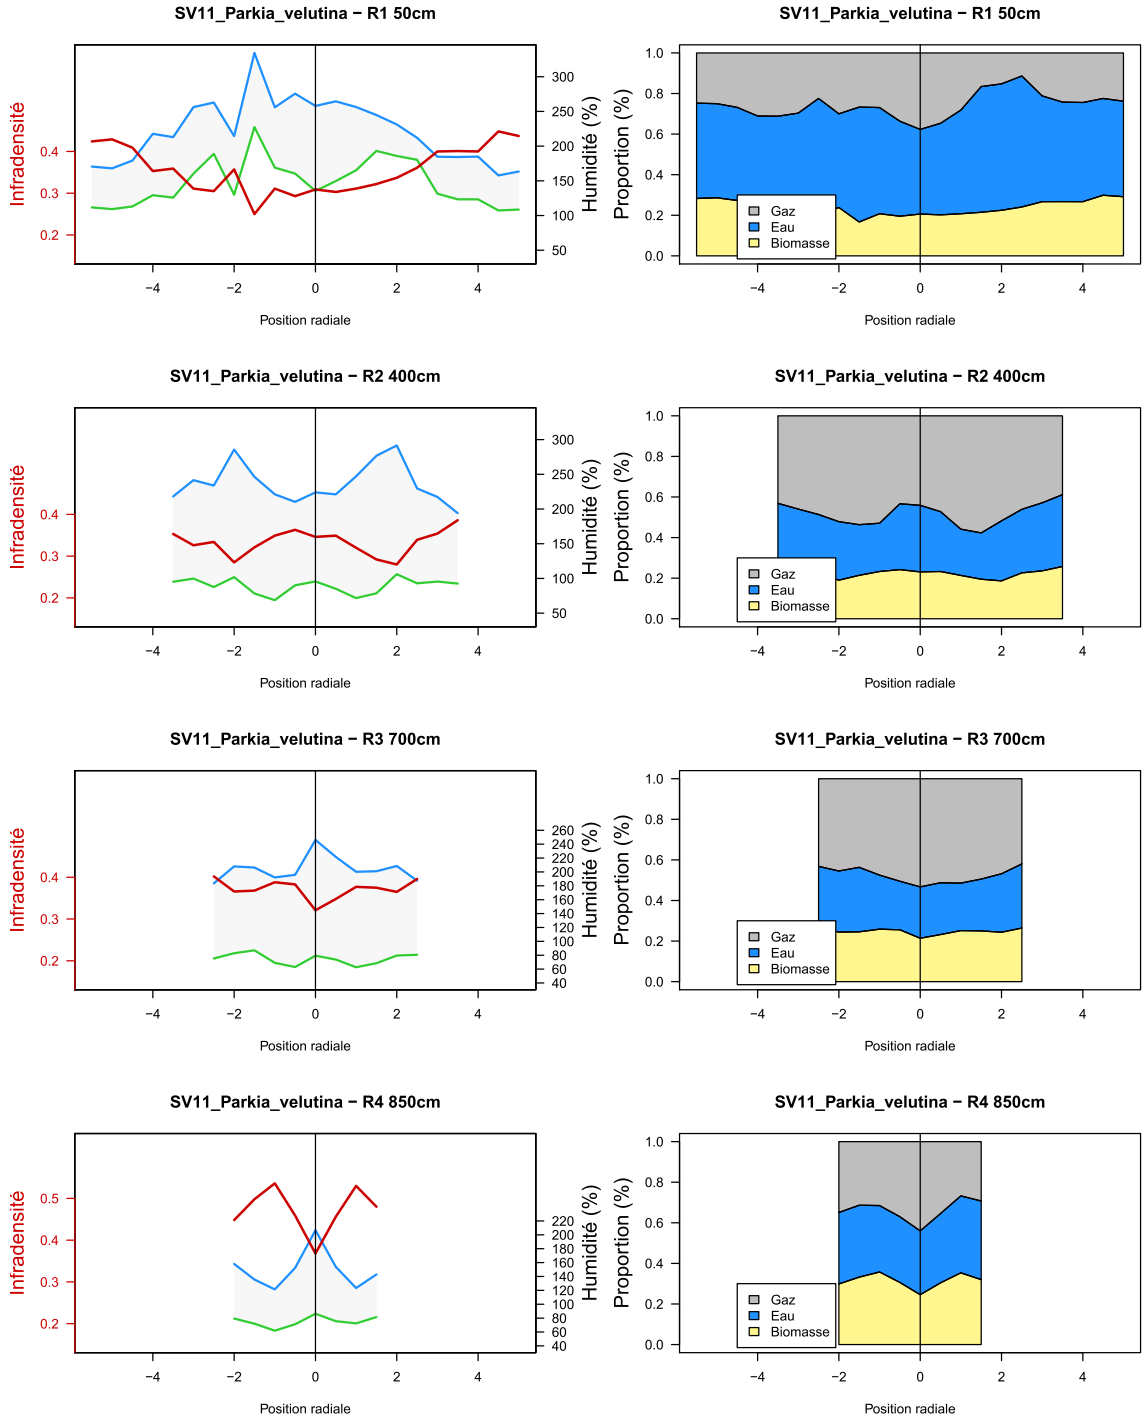 SV11_Parkia_velutina − R1 50cm
Infradensité
0.4
0.3
0.2
−4 −2 0 2 4
Position radiale
300
250
200
150
100
50
Humidité (%)
SV11_Parkia_velutina − R1 50cm
Proportion (%)
1.0
0.8
0.6
0.4
0.2
0.0
Gaz
Eau
Biomasse
−4 −2 0 2 4
Position radiale
SV11_Parkia_velutina − R2 400cm
Infradensité
0.4
0.3
0.2
−4 −2 0 2 4
Position radiale
300
250
200
150
100
50
Humidité (%)
SV11_Parkia_velutina − R2 400cm
Proportion (%)
1.0
0.8
0.6
0.4
0.2
0.0
Gaz
Eau
Biomasse
−4 −2 0 2 4
Position radiale
SV11_Parkia_velutina − R3 700cm
Infradensité
0.4
0.3
0.2
−4 −2 0 2 4
Position radiale
260
240
220
200
180
160
140
120
100
80
60
40
Humidité (%)
SV11_Parkia_velutina − R3 700cm
Proportion (%)
1.0
0.8
0.6
0.4
0.2
0.0
Gaz
Eau
Biomasse
−4 −2 0 2 4
Position radiale
SV11_Parkia_velutina − R4 850cm
Infradensité
0.5
0.4
0.3
0.2
−4 −2 0 2 4
Position radiale
220
200
180
160
140
120
100
80
60
40
Humidité (%)
SV11_Parkia_velutina − R4 850cm
Proportion (%)
1.0
0.8
0.6
0.4
0.2
0.0
Gaz
Eau
Biomasse
−4 −2 0 2 4
Position radiale